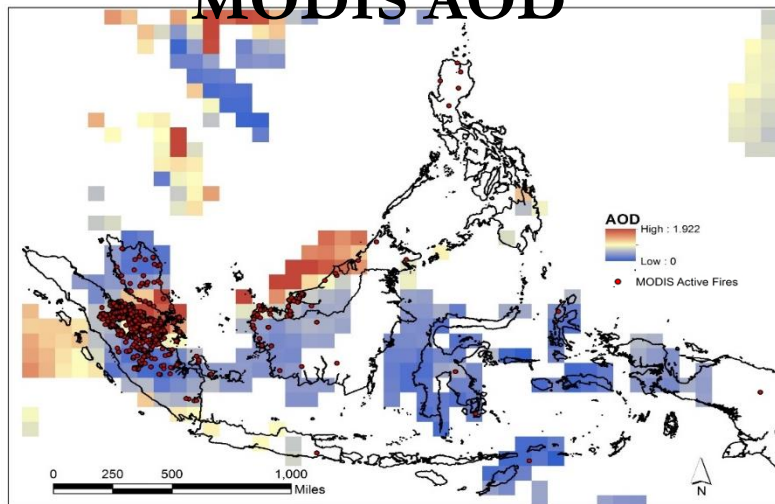 MODIS AOD
AOD
High : 1.922
Low : 0
MODIS Active Fires
0 250 500 1,000
Miles
N